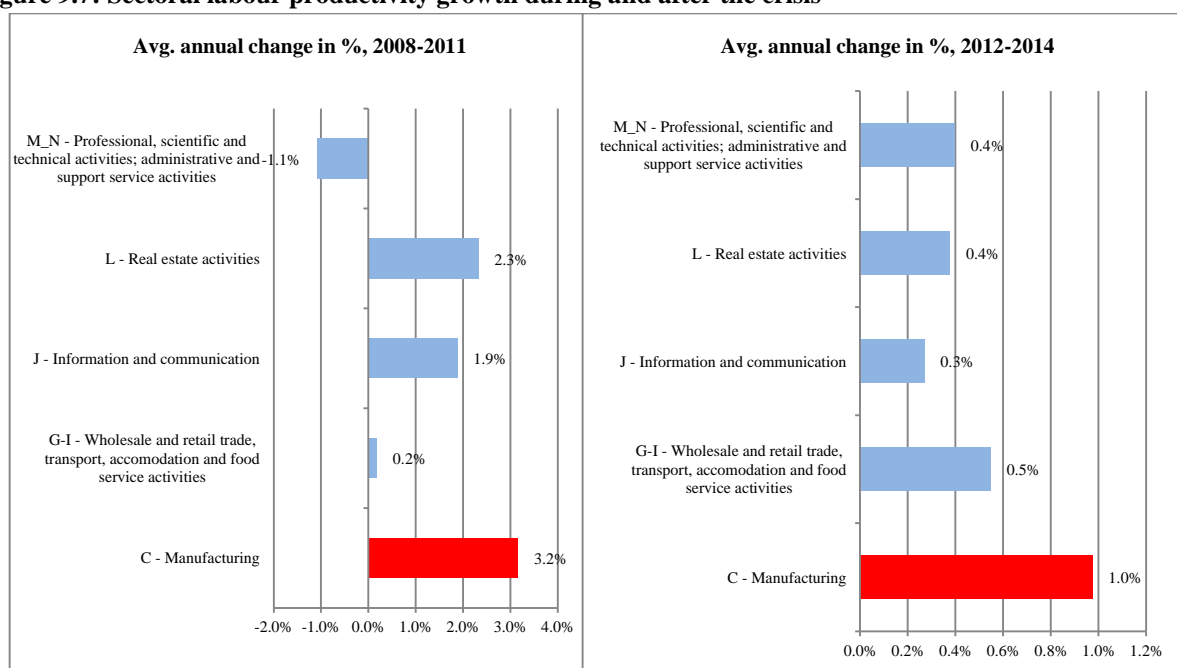 gure 9.7: Sectoral labour productivity growth during and after the crisis
Avg. annual change in %, 2008-2011
M_N - Professional, scientific and
technical activities; administrative and
support service activities
-1.1%
L - Real estate activities
2.3%
J - Information and communication
1.9%
G-I - Wholesale and retail trade,
transport, accomodation and food
service activities
0.2%
C - Manufacturing
3.2%
-2.0% -1.0% 0.0% 1.0% 2.0% 3.0% 4.0%
Avg. annual change in %, 2012-2014
M_N - Professional, scientific and
technical activities; administrative and
support service activities
0.4%
L - Real estate activities
0.4%
J - Information and communication
0.3%
G-I - Wholesale and retail trade,
transport, accomodation and food
service activities
0.5%
C - Manufacturing
1.0%
0.0% 0.2% 0.4% 0.6% 0.8% 1.0% 1.2%